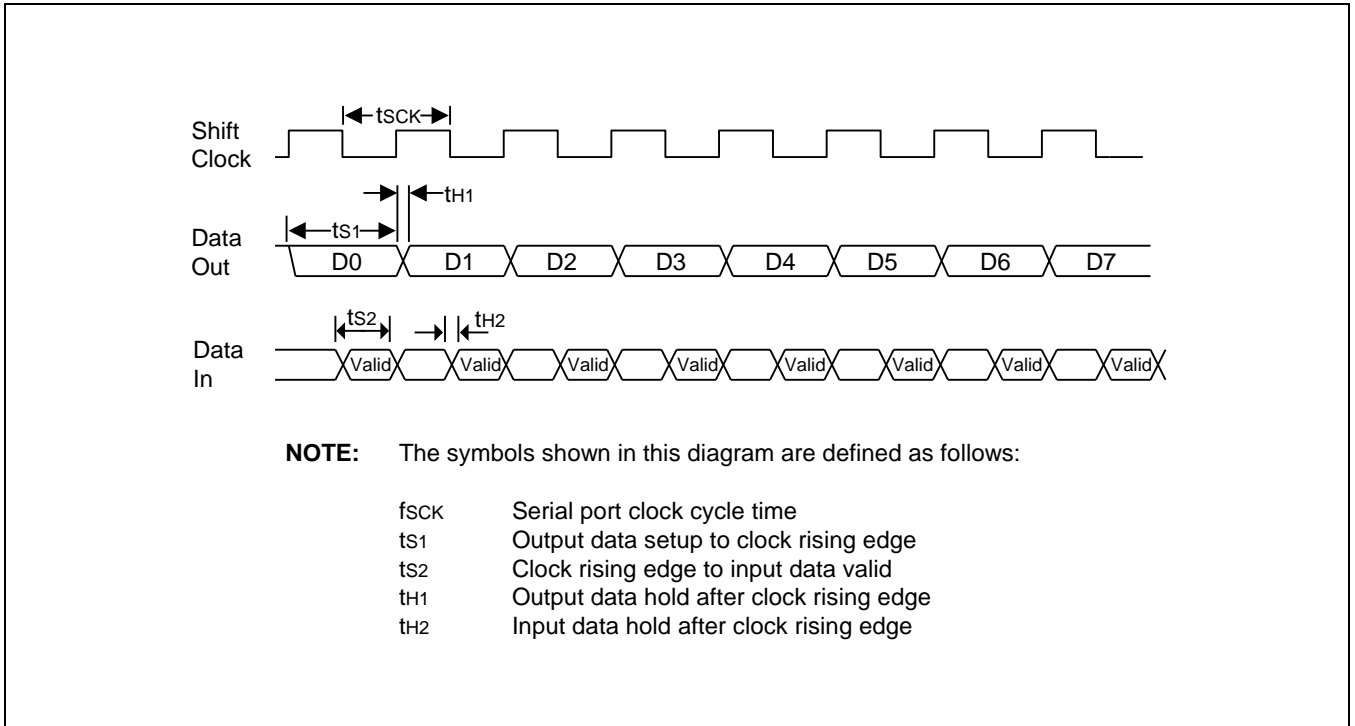 tSCK
Shift
Clock
tH1
tS1
Data
Out
D0 D1 D2 D3 D4 D5 D6 D7
tS2
tH2
Data
In
Valid Valid Valid Valid Valid Valid Valid Valid
NOTE: The symbols shown in this diagram are defined as follows:
fSCK Serial port clock cycle time
tS1 Output data setup to clock rising edge
tS2 Clock rising edge to input data valid
tH1 Output data hold after clock rising edge
tH2 Input data hold after clock rising edge